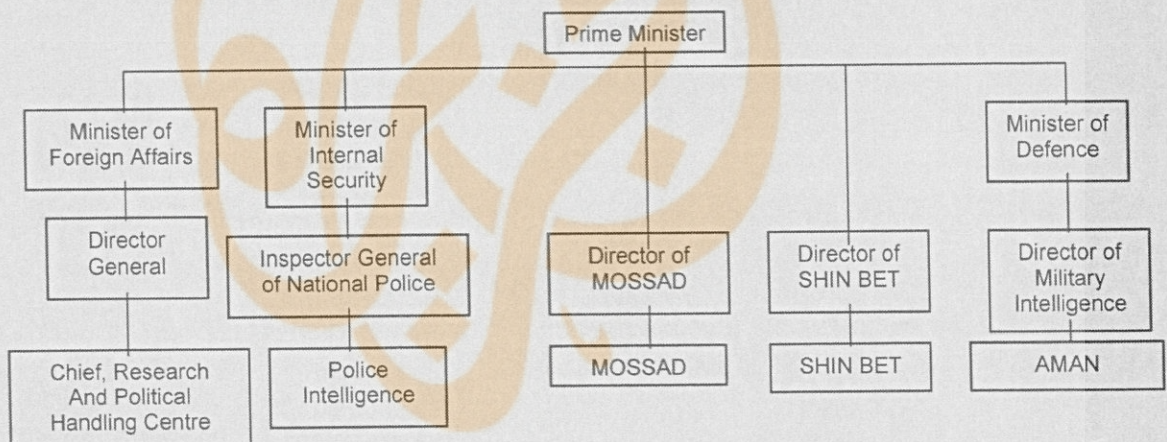 Prime Minister
Minister of
Foreign Affairs
Minister of
Internal
Security
Minister of
Defence
Director
General
Inspector General
of National Police
Director of
MOSSAD
Director of
SHIN BET
Director of
Military
Intelligence
Chief, Research
And Political
Handling Centre
Police
Intelligence
MOSSAD
SHIN BET
AMAN